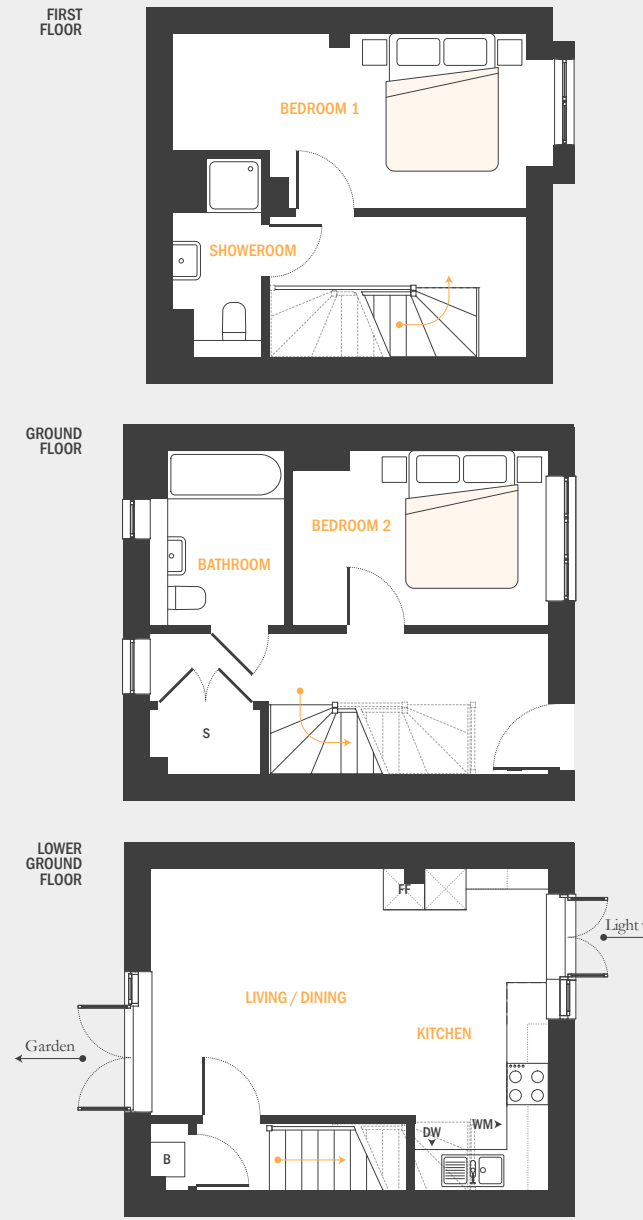 FIRST
FLOOR
BEDROOM 1
SHOWEROOM
GROUND
FLOOR
BEDROOM 2
BATHROOM
S
LOWER
GROUND
FLOOR
FF
Light
LIVING / DINING
KITCHEN
Garden
WM
DW
B